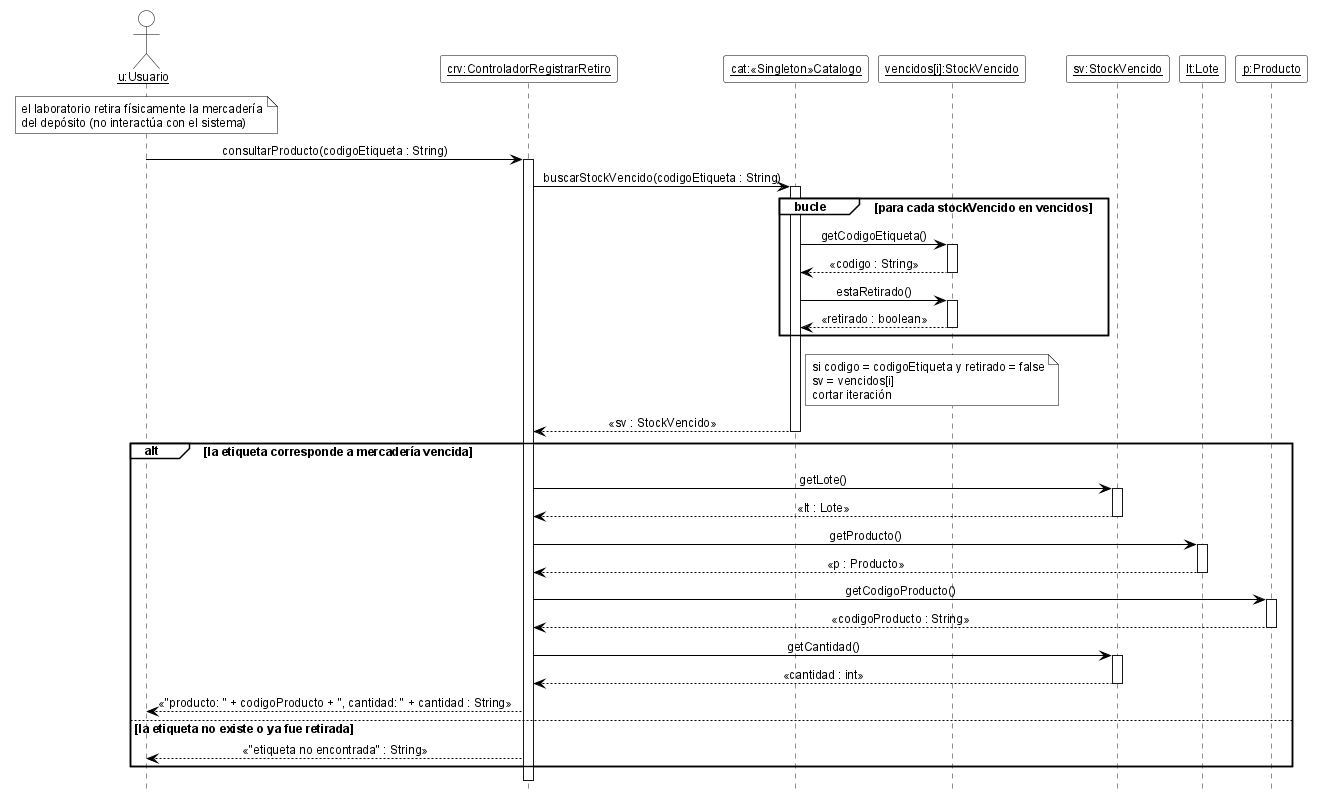 u:Usuario
crv:ControladorRegistrarRetiro
cat:«Singleton»Catalogo
vencidos[i]:StockVencido
sv:StockVencido
lt:Lote
p:Producto
el laboratorio retira físicamente la mercadería
del depósito (no interactúa con el sistema)
consultarProducto(codigoEtiqueta : String)
buscarStockVencido(codigoEtiqueta : String)
bucle
[para cada stockVencido en vencidos]
getCodigoEtiqueta()
«codigo : String»
estaRetirado()
«retirado : boolean»
si codigo = codigoEtiqueta y retirado = false
sv = vencidos[i]
cortar iteración
«sv : StockVencido»
alt
[la etiqueta corresponde a mercadería vencida]
getLote()
«lt : Lote»
getProducto()
«p : Producto»
getCodigoProducto()
«codigoProducto : String»
getCantidad()
«cantidad : int»
«"producto: " + codigoProducto + ", cantidad: " + cantidad : String»
[la etiqueta no existe o ya fue retirada]
«"etiqueta no encontrada" : String»